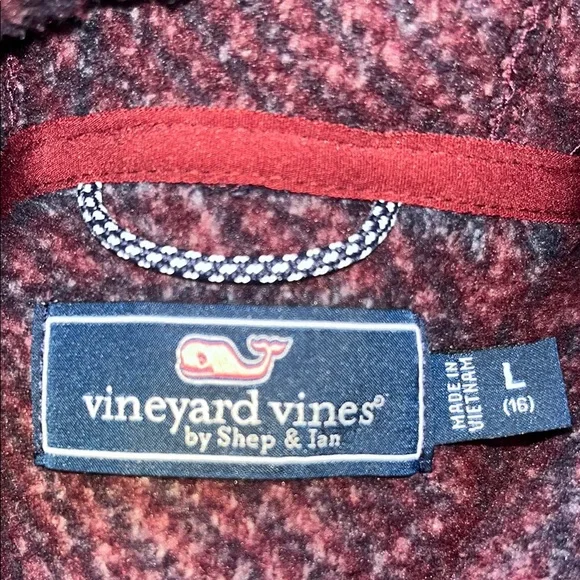 vineyard vines®
by Shep & Ian
MADE IN
VIETNAM
L
(16)